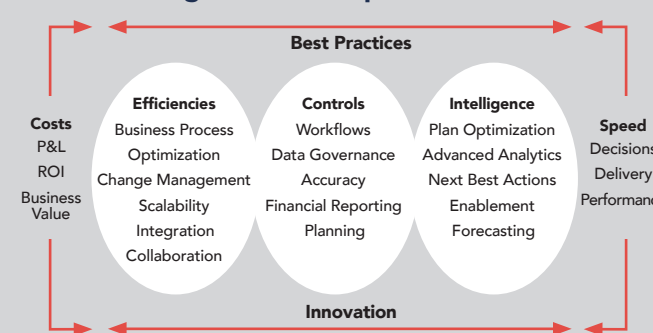 Best Practices
Costs
P&L
ROI
Business
Value
Efficiencies
Business Process
Optimization
Change Management
Scalability
Integration
Collaboration
Controls
Workflows
Data Governance
Accuracy
Financial Reporting
Planning
Intelligence
Plan Optimization
Advanced Analytics
Next Best Actions
Enablement
Forecasting
Speed
Decisions
Delivery
Innovation